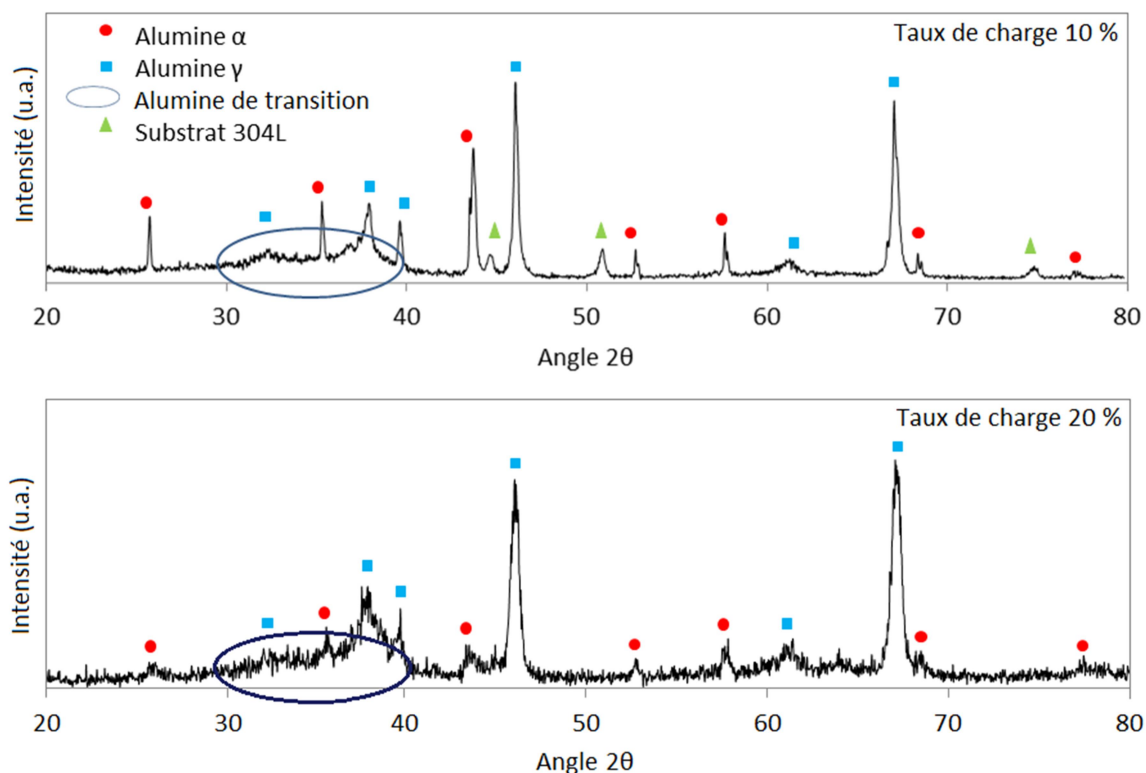 Taux de charge 10 %
Alumine α
Alumine γ
Alumine de transition
Substrat 304L
Intensité (u.a.)
20 30 40 50 60 70 80
Angle 2θ
Taux de charge 20 %
Intensité (u.a.)
20 30 40 50 60 70 80
Angle 2θ